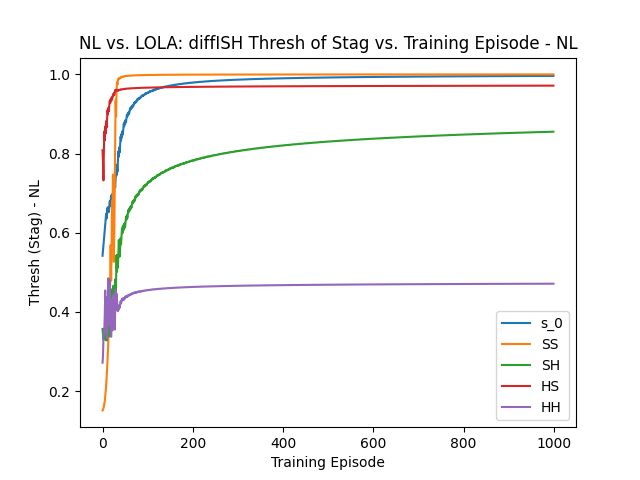 NL vs. LOLA: diffISH Thresh of Stag vs. Training Episode - NL
Thresh (Stag) - NL
1.0
0.8
0.6
0.4
0.2
0
200
400
600
800
1000
Training Episode
s_0
SS
SH
HS
HH